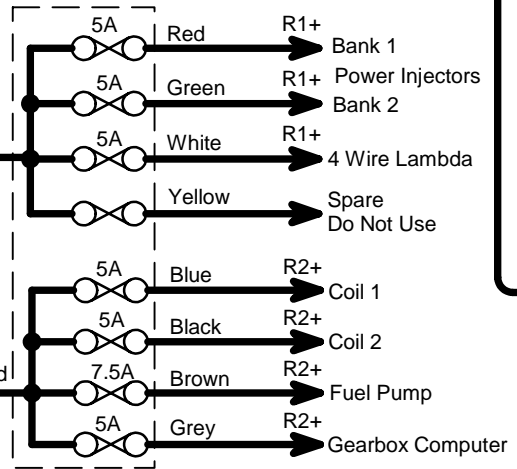 5A Red R1+ Bank 1
Power Injectors
5A Green R1+ Bank 2
5A White R1+ 4 Wire Lambda
Yellow Spare
Do Not Use
5A Blue R2+ Coil 1
5A Black R2+ Coil 2
d 7.5A Brown R2+ Fuel Pump
5A Grey R2+ Gearbox Computer